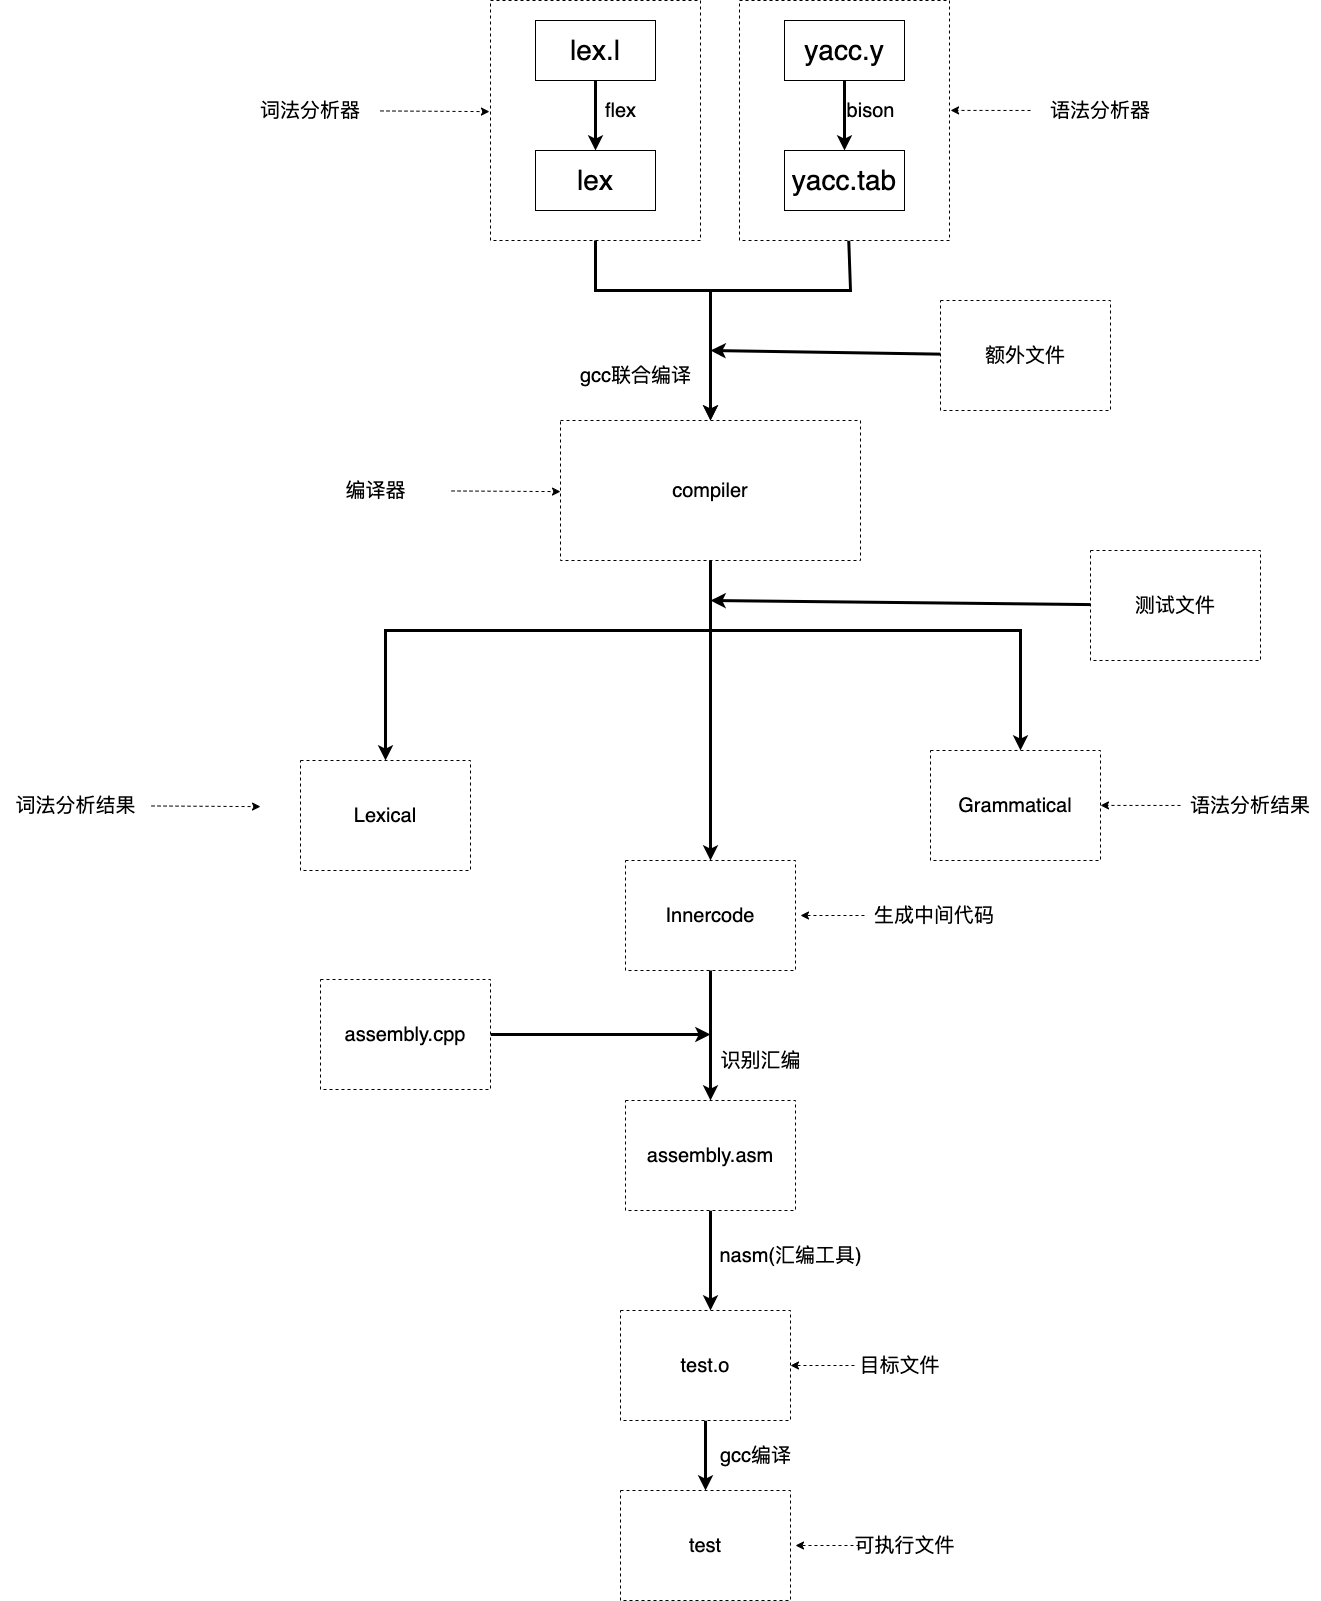 lex.l
yacc.y
词法分析器
flex
bison
语法分析器
lex
yacc.tab
额外文件
gcc联合编译
编译器
compiler
测试文件
词法分析结果
Lexical
Grammatical
语法分析结果
Innercode
生成中间代码
assembly.cpp
识别汇编
assembly.asm
nasm(汇编工具)
test.o
目标文件
gcc编译
test
可执行文件